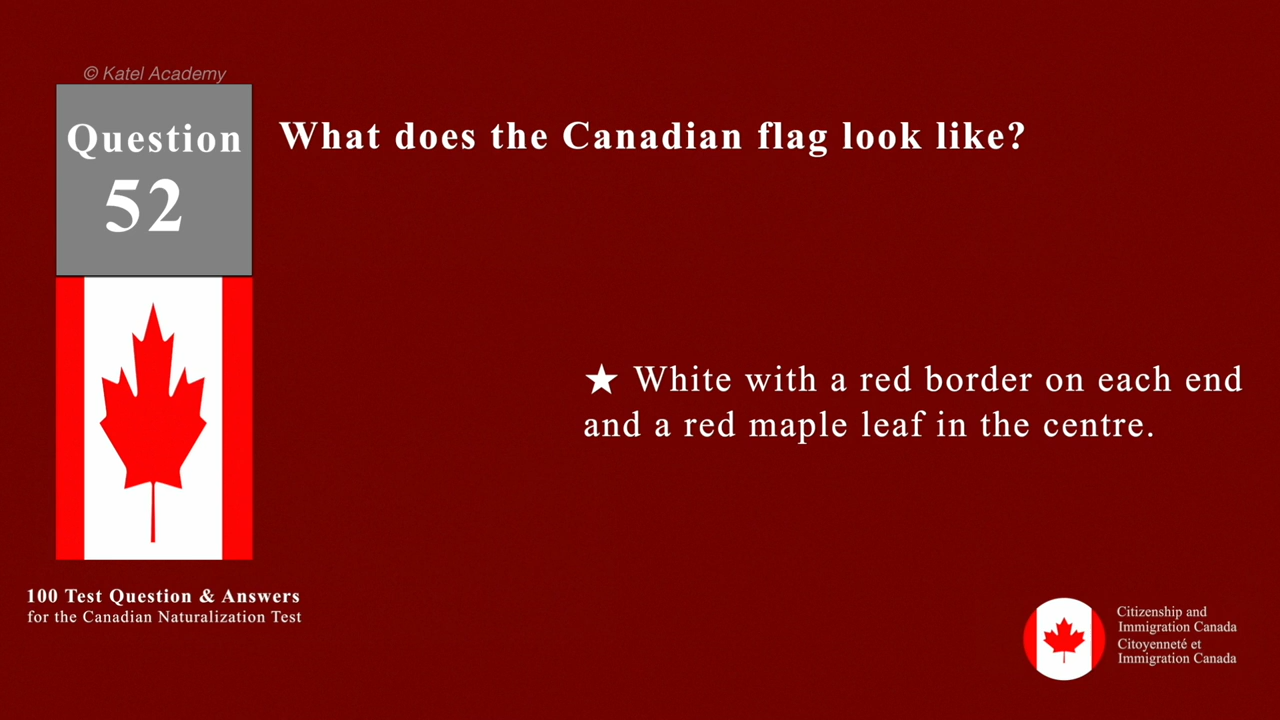 © Katel Academy
Question
52
What does the Canadian flag look like?
★ White with a red border on each end
and a red maple leaf in the centre.
100 Test Question & Answers
for the Canadian Naturalization Test
Citizenship and
Immigration Canada
Citoyenneté et
Immigration Canada